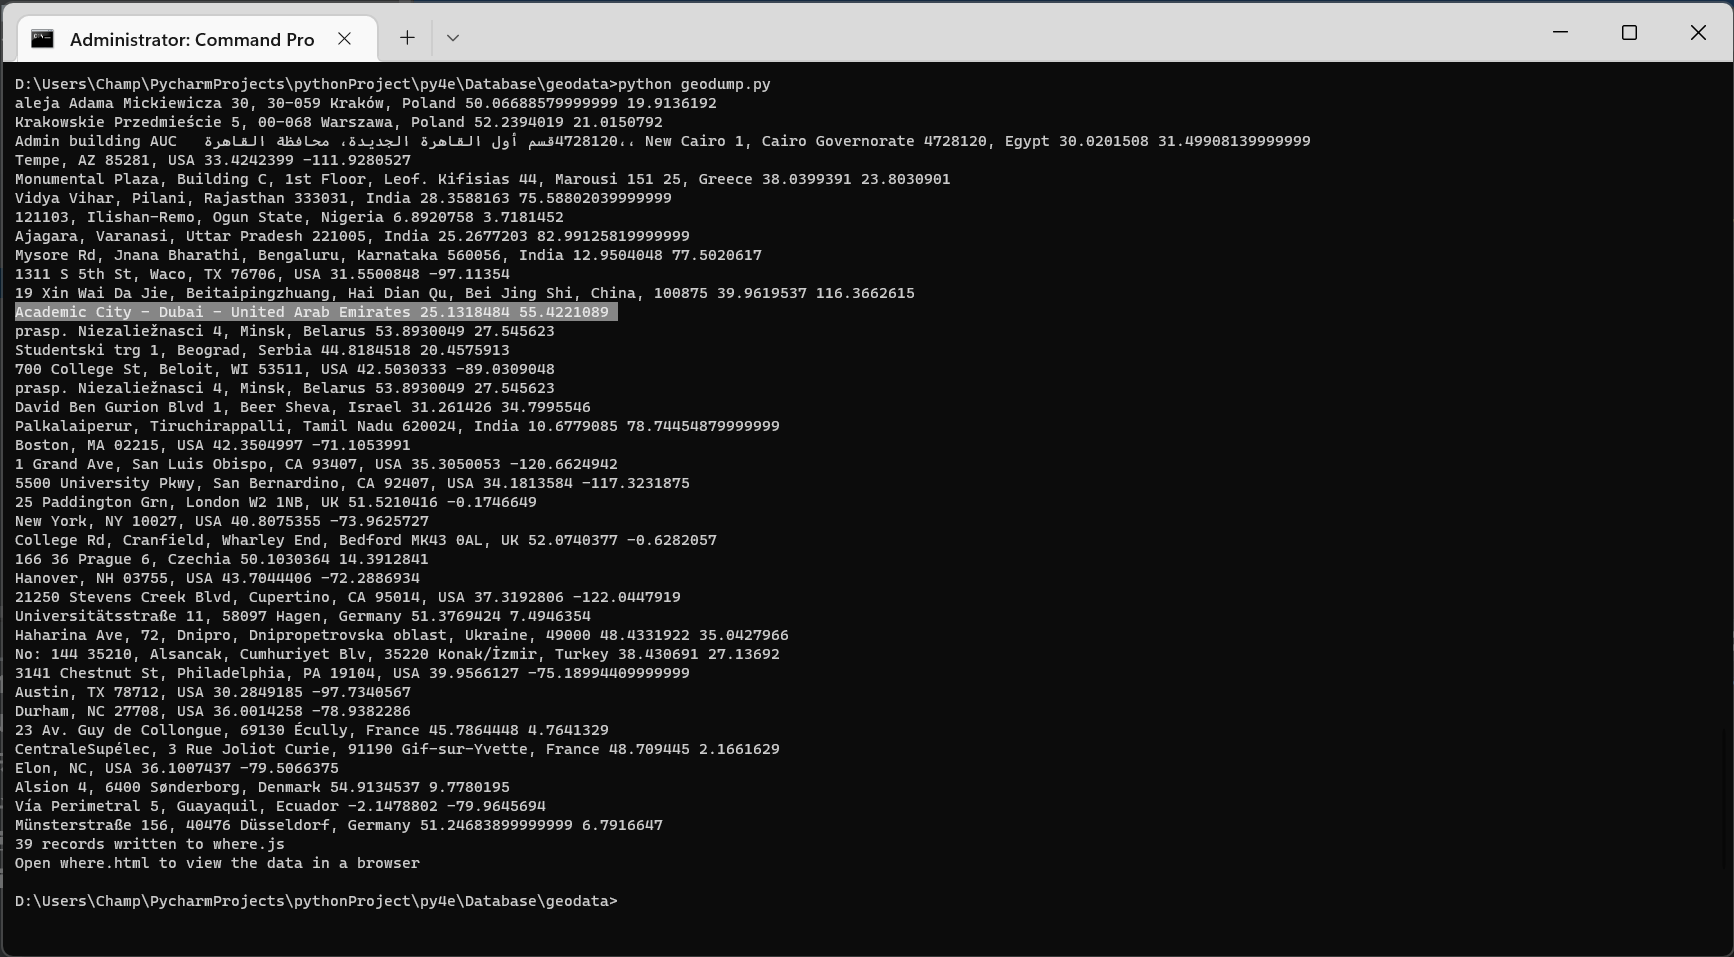 Administrator: Command Pro
D:\Users\Champ\PycharmProjects\pythonProject\py4e\Database\geodata>python geodump.py
aleja Adama Mickiewicza 30, 30-059 Kraków, Poland 50.06688579999999 19.9136192
Krakowskie Przedmieście 5, 00-068 Warszawa, Poland 52.2394019 21.0150792
Admin building AUC قسم أول القاهرة الجديدة، محافظة القاهرة 4728120،، New Cairo 1, Cairo Governorate 4728120, Egypt 30.0201508 31.49908139999999
Tempe, AZ 85281, USA 33.4242399 -111.9280527
Monumental Plaza, Building C, 1st Floor, Leof. Kifisias 44, Marousi 151 25, Greece 38.0399391 23.8030901
Vidya Vihar, Pilani, Rajasthan 333031, India 28.3588163 75.58802039999999
121103, Ilishan-Remo, Ogun State, Nigeria 6.8920758 3.7181452
Ajagara, Varanasi, Uttar Pradesh 221005, India 25.2677203 82.99125819999999
Mysore Rd, Jnana Bharathi, Bengaluru, Karnataka 560056, India 12.9504048 77.5020617
1311 S 5th St, Waco, TX 76706, USA 31.5500848 -97.11354
19 Xin Wai Da Jie, Beitaipingzhuang, Hai Dian Qu, Bei Jing Shi, China, 100875 39.9619537 116.3662615
Academic City - Dubai - United Arab Emirates 25.1318484 55.4221089
prasp. Niezaliežnasci 4, Minsk, Belarus 53.8930049 27.545623
Studentski trg 1, Beograd, Serbia 44.8184518 20.4575913
700 College St, Beloit, WI 53511, USA 42.5030333 -89.0309048
prasp. Niezaliežnasci 4, Minsk, Belarus 53.8930049 27.545623
David Ben Gurion Blvd 1, Beer Sheva, Israel 31.261426 34.7995546
Palkalaiperur, Tiruchirappalli, Tamil Nadu 620024, India 10.6779085 78.74454879999999
Boston, MA 02215, USA 42.3504997 -71.1053991
1 Grand Ave, San Luis Obispo, CA 93407, USA 35.3050053 -120.6624942
5500 University Pkwy, San Bernardino, CA 92407, USA 34.1813584 -117.3231875
25 Paddington Grn, London W2 1NB, UK 51.5210416 -0.1746649
New York, NY 10027, USA 40.8075355 -73.9625727
College Rd, Cranfield, Wharley End, Bedford MK43 0AL, UK 52.0740377 -0.6282057
166 36 Prague 6, Czechia 50.1030364 14.3912841
Hanover, NH 03755, USA 43.7044406 -72.2886934
21250 Stevens Creek Blvd, Cupertino, CA 95014, USA 37.3192806 -122.0447919
Universitätsstraße 11, 58097 Hagen, Germany 51.3769424 7.4946354
Haharina Ave, 72, Dnipro, Dnipropetrovska oblast, Ukraine, 49000 48.4331922 35.0427966
No: 144 35210, Alsancak, Cumhuriyet Blv, 35220 Konak/İzmir, Turkey 38.430691 27.13692
3141 Chestnut St, Philadelphia, PA 19104, USA 39.9566127 -75.18994409999999
Austin, TX 78712, USA 30.2849185 -97.7340567
Durham, NC 27708, USA 36.0014258 -78.9382286
23 Av. Guy de Collongue, 69130 Écully, France 45.7864448 4.7641329
CentraleSupélec, 3 Rue Joliot Curie, 91190 Gif-sur-Yvette, France 48.709445 2.1661629
Elon, NC, USA 36.1007437 -79.5066375
Alsion 4, 6400 Sønderborg, Denmark 54.9134537 9.7780195
Vía Perimetral 5, Guayaquil, Ecuador -2.1478802 -79.9645694
Münsterstraße 156, 40476 Düsseldorf, Germany 51.24683899999999 6.7916647
39 records written to where.js
Open where.html to view the data in a browser
D:\Users\Champ\PycharmProjects\pythonProject\py4e\Database\geodata>